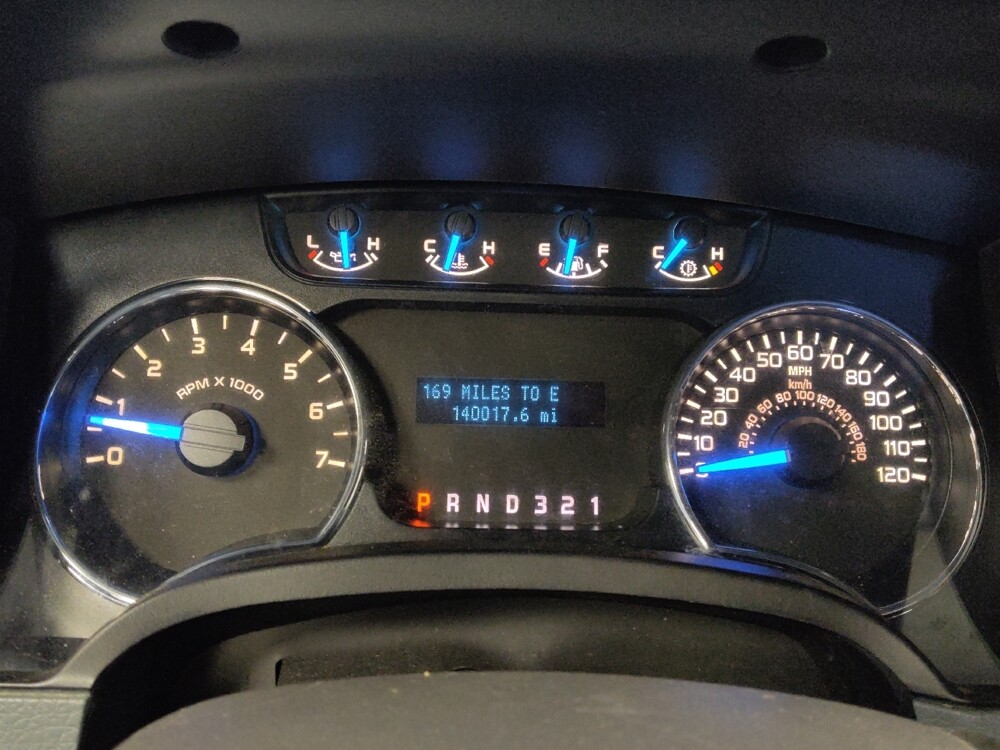 L H
C H
E F
C H
0 1 2 3 4 5 6 7
RPM X 1000
169 MILES TO E
140017.6 mi
P R N D 3 2 1
10 20 30 40 50 60 70 80 90 100 110 120
MPH
km/h
20 40 60 80 100 120 140 160 180